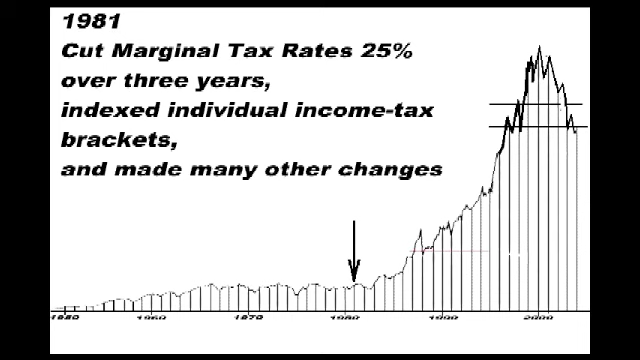 1981
Cut Marginal Tax Rates 25%
over three years,
indexed individual income-tax
brackets,
and made many other changes
1960 1870 1980 1990 2000